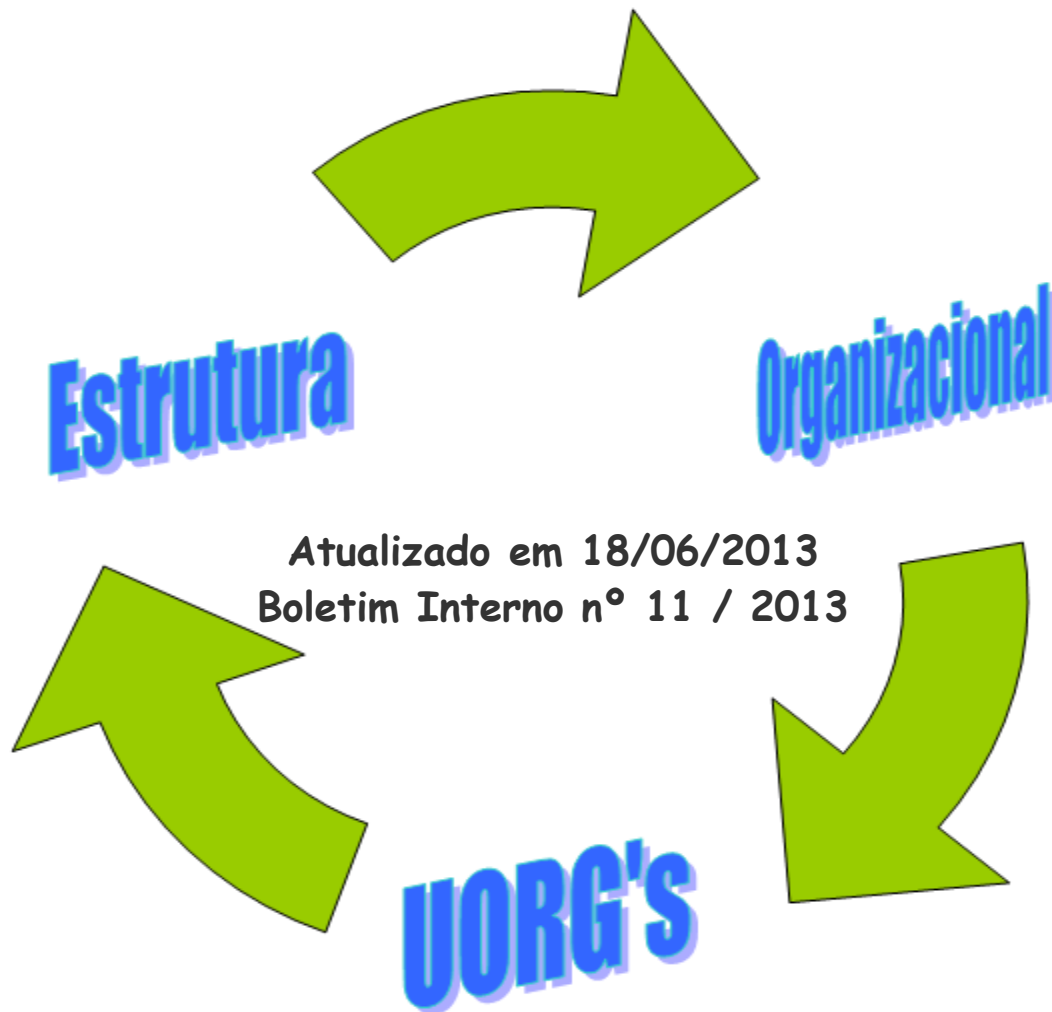 Estrutura
Organizacional
Atualizado em 18/06/2013
Boletim Interno nº 11 / 2013
UORG's